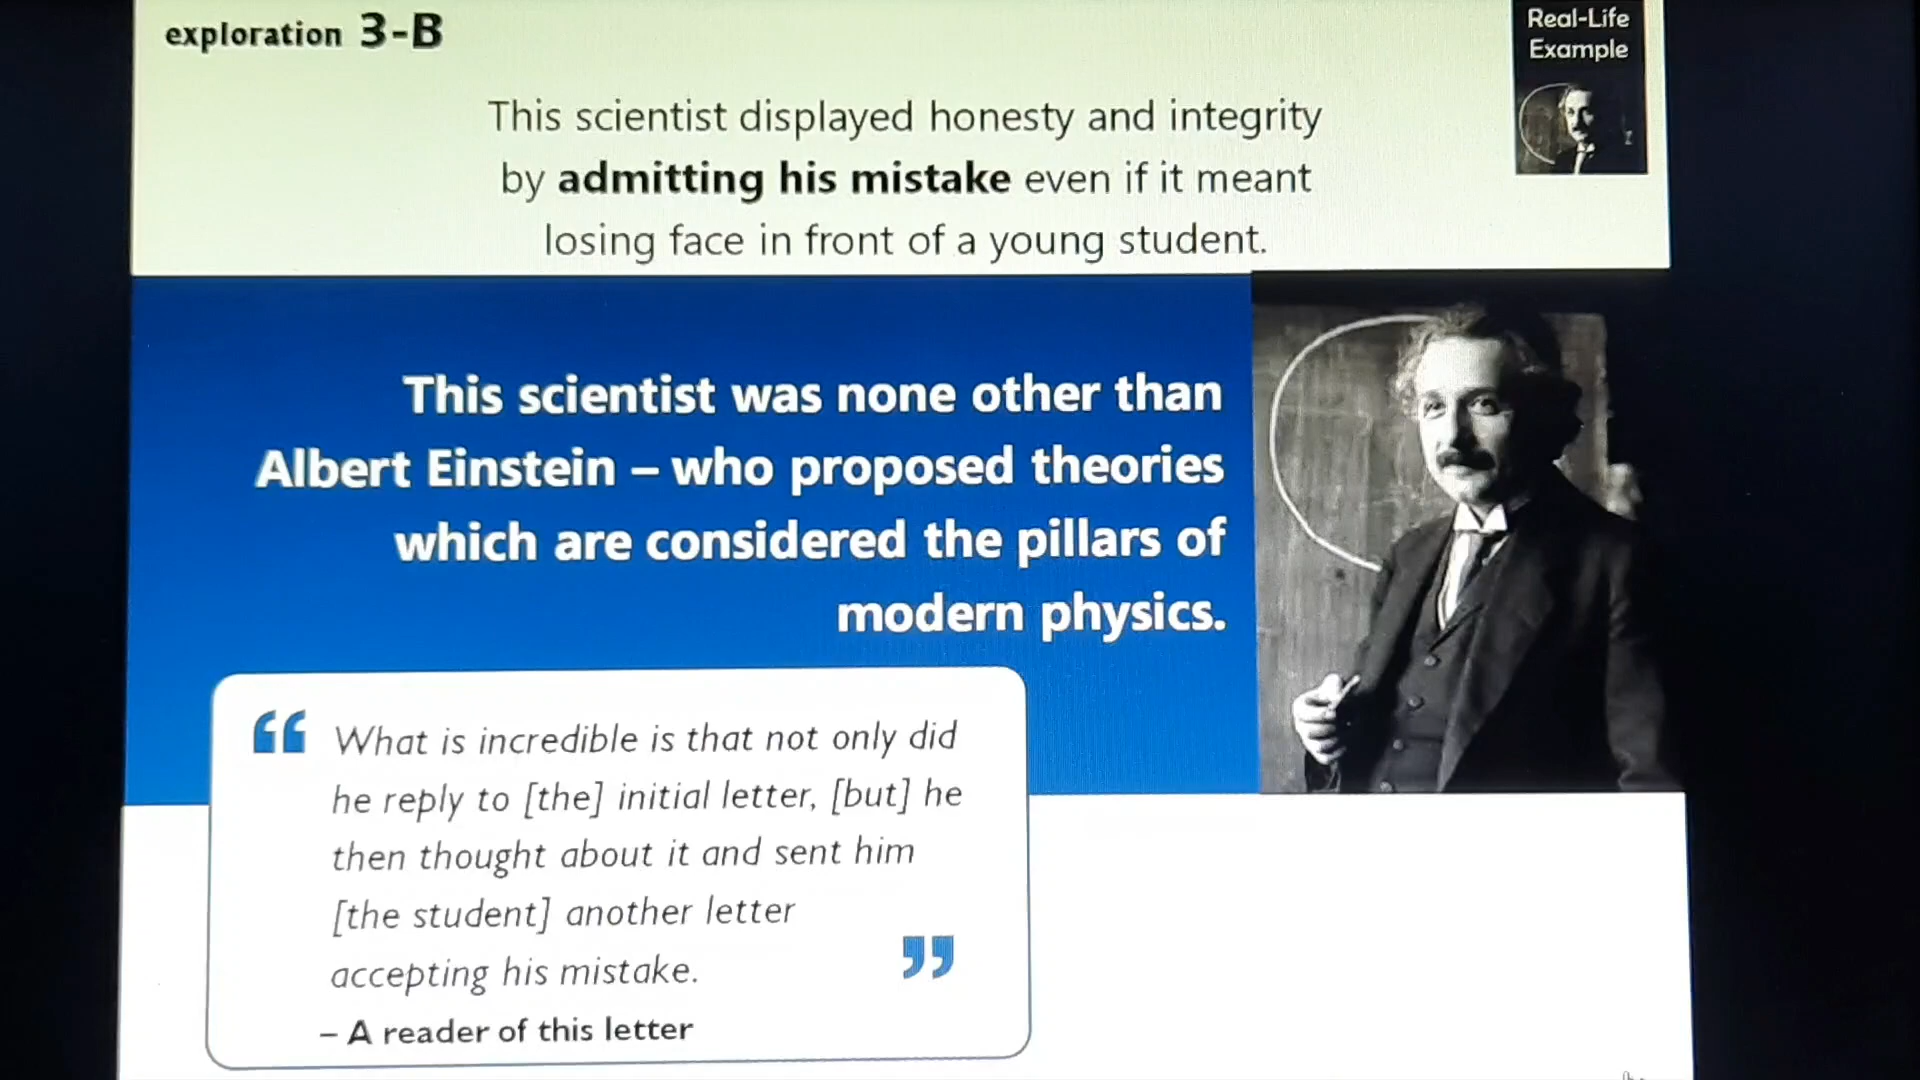 exploration 3-B
Real-Life
Example
This scientist displayed honesty and integrity
by admitting his mistake even if it meant
losing face in front of a young student.
This scientist was none other than
Albert Einstein – who proposed theories
which are considered the pillars of
modern physics.
“ What is incredible is that not only did
he reply to [the] initial letter, [but] he
then thought about it and sent him
[the student] another letter
accepting his mistake. ”
– A reader of this letter